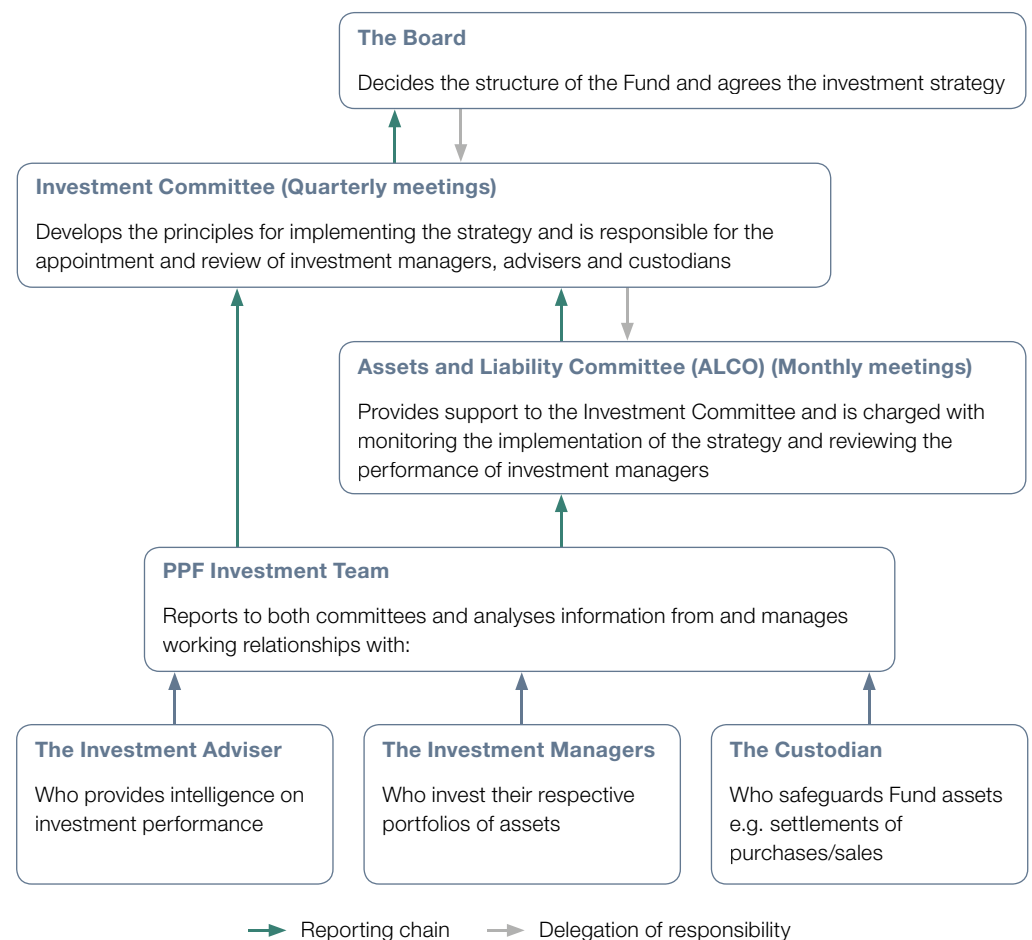 The Board
Decides the structure of the Fund and agrees the investment strategy
Investment Committee (Quarterly meetings)
Develops the principles for implementing the strategy and is responsible for the
appointment and review of investment managers, advisers and custodians
Assets and Liability Committee (ALCO) (Monthly meetings)
Provides support to the Investment Committee and is charged with
monitoring the implementation of the strategy and reviewing the
performance of investment managers
PPF Investment Team
Reports to both committees and analyses information from and manages
working relationships with:
The Investment Adviser
Who provides intelligence on
investment performance
The Investment Managers
Who invest their respective
portfolios of assets
The Custodian
Who safeguards Fund assets
e.g. settlements of
purchases/sales
Reporting chain
Delegation of responsibility